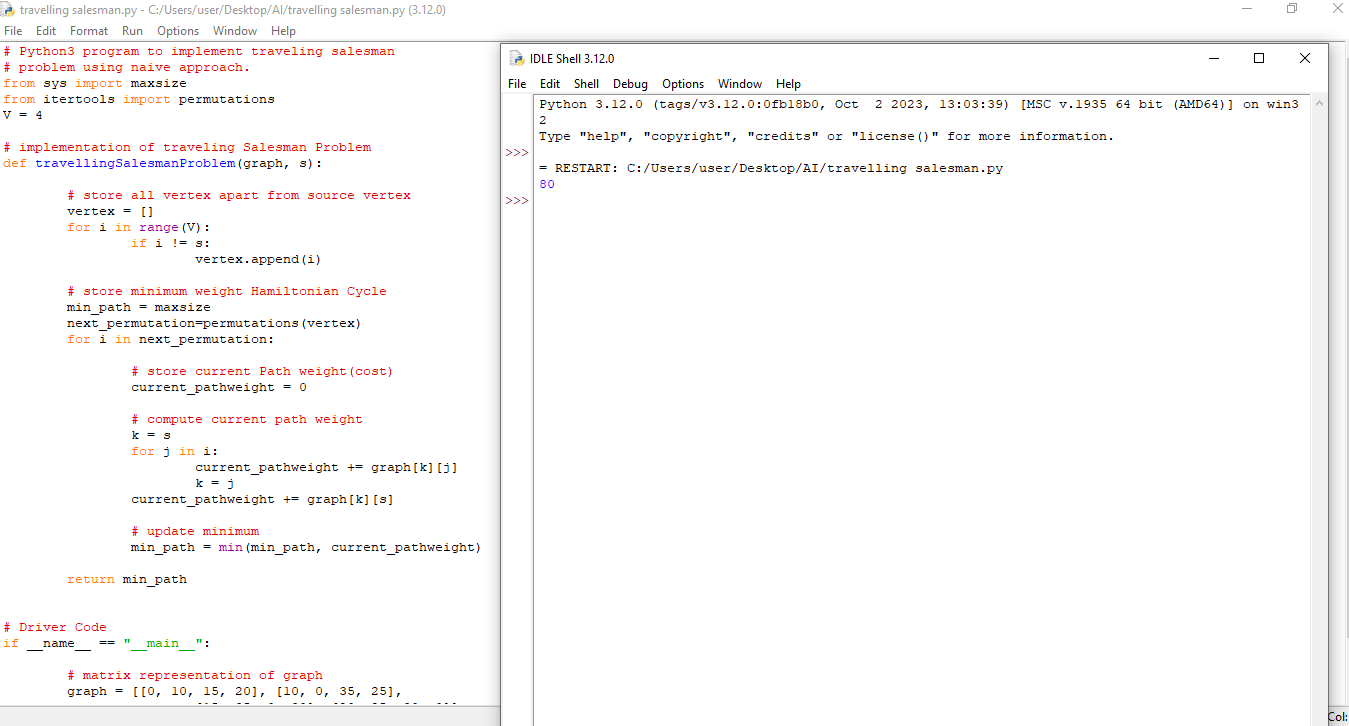 travelling salesman.py - C:/Users/user/Desktop/AI/travelling salesman.py (3.12.0)
File Edit Format Run Options Window Help
# Python3 program to implement traveling salesman
# problem using naive approach.
from sys import maxsize
from itertools import permutations
V = 4
# implementation of traveling Salesman Problem
def travellingSalesmanProblem(graph, s):
# store all vertex apart from source vertex
vertex = []
for i in range(V):
if i != s:
vertex.append(i)
# store minimum weight Hamiltonian Cycle
min_path = maxsize
next_permutation=permutations(vertex)
for i in next_permutation:
# store current Path weight(cost)
current_pathweight = 0
# compute current path weight
k = s
for j in i:
current_pathweight += graph[k][j]
k = j
current_pathweight += graph[k][s]
# update minimum
min_path = min(min_path, current_pathweight)
return min_path
# Driver Code
if __name__ == "__main__":
# matrix representation of graph
graph = [[0, 10, 15, 20], [10, 0, 35, 25],
IDLE Shell 3.12.0
File Edit Shell Debug Options Window Help
Python 3.12.0 (tags/v3.12.0:0fb18b0, Oct  2 2023, 13:03:39) [MSC v.1935 64 bit (AMD64)] on win3
2
Type "help", "copyright", "credits" or "license()" for more information.
>>>
= RESTART: C:/Users/user/Desktop/AI/travelling salesman.py
80
>>>
Col: